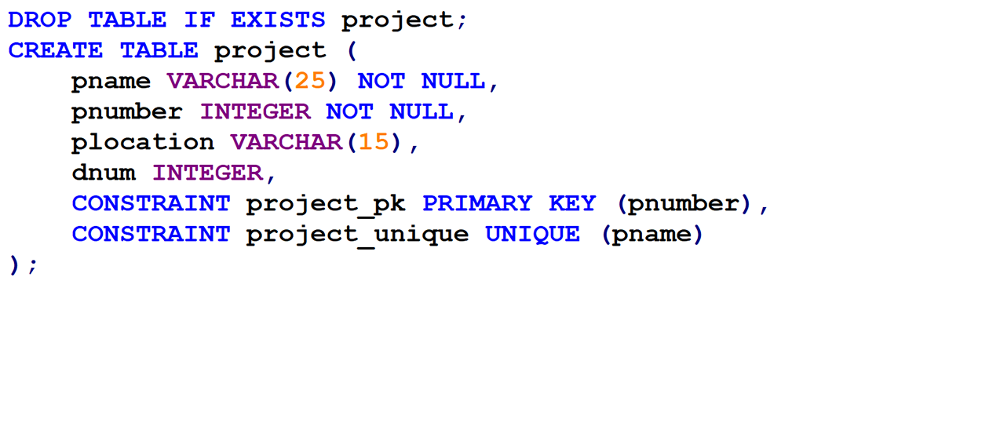 DROP TABLE IF EXISTS project;
CREATE TABLE project (
    pname VARCHAR(25) NOT NULL,
    pnumber INTEGER NOT NULL,
    plocation VARCHAR(15),
    dnum INTEGER,
    CONSTRAINT project_pk PRIMARY KEY (pnumber),
    CONSTRAINT project_unique UNIQUE (pname)
);